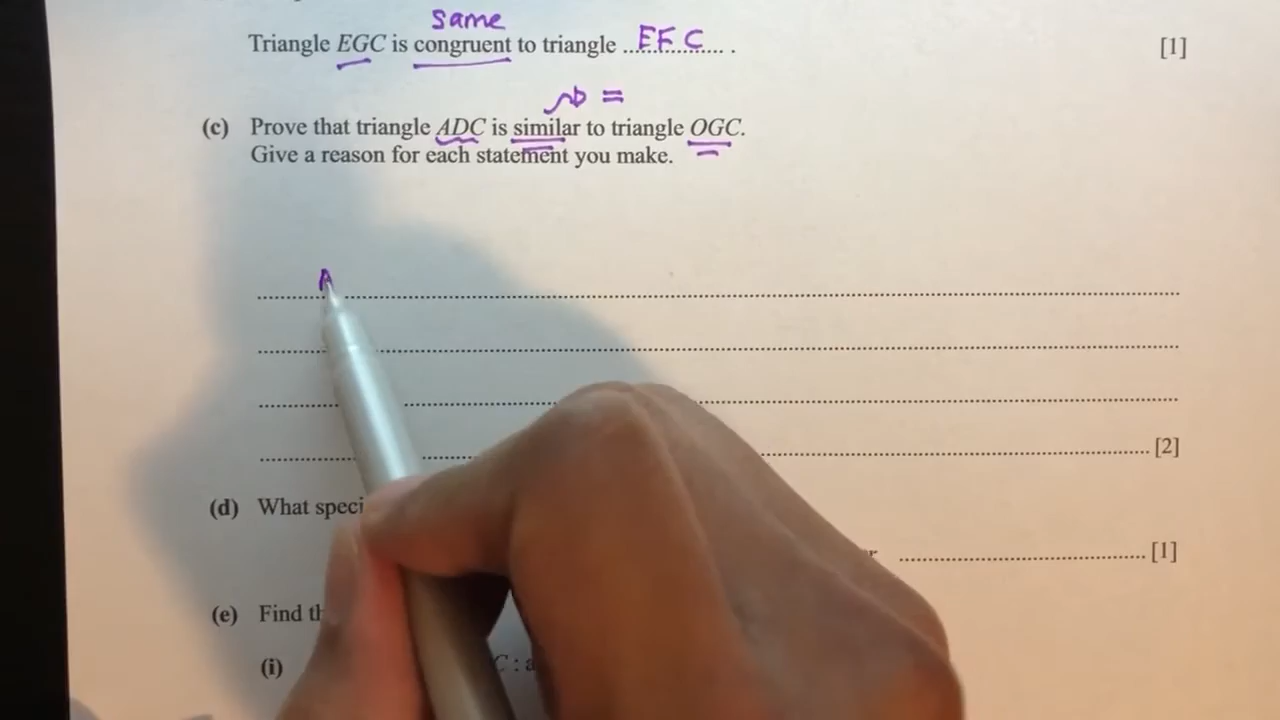 same
Triangle EGC is congruent to triangle ... EFC .... . [1]
=
(c) Prove that triangle ADC is similar to triangle OGC.
Give a reason for each statement you make.
A
[2]
(d) What speci
[1]
(e) Find th
(i) C : a